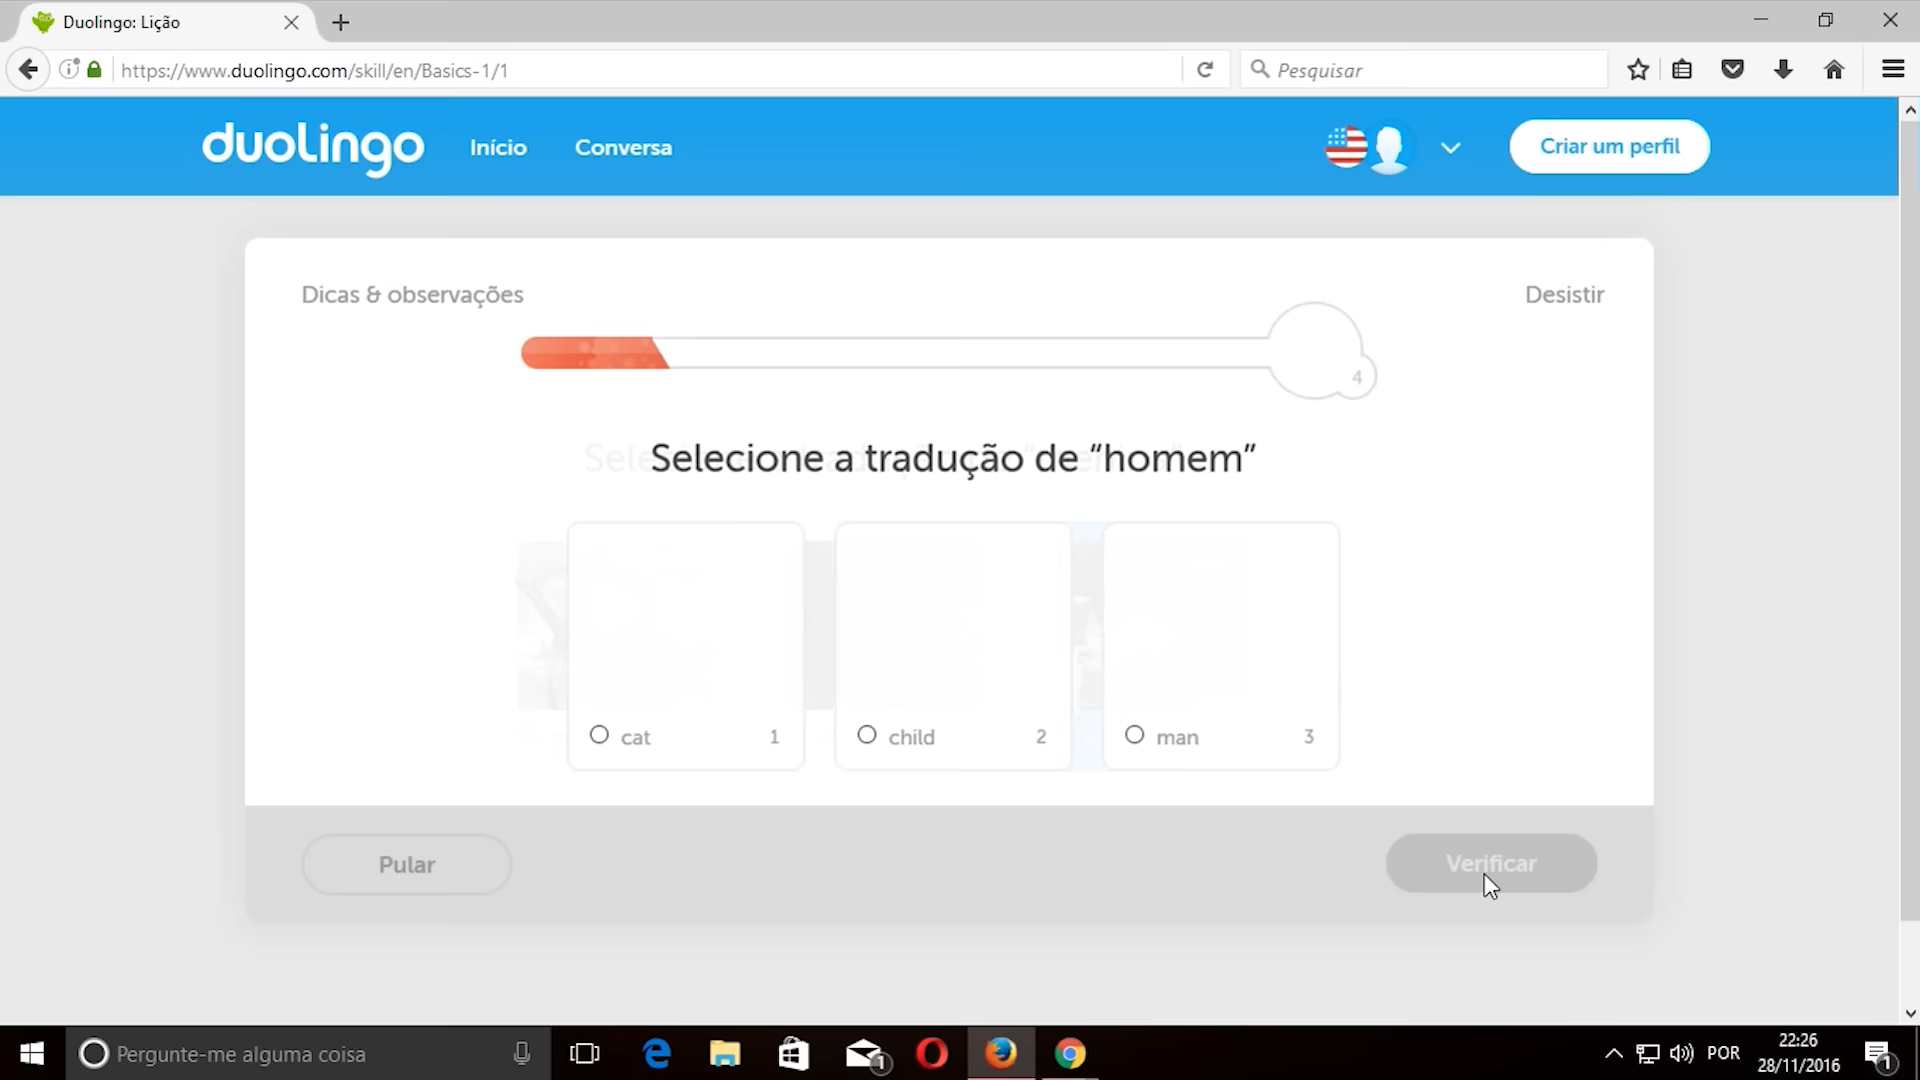 Duolingo: Lição
https://www.duolingo.com/skill/en/Basics-1/1
Pesquisar
duolingo
Início
Conversa
Criar um perfil
Dicas & observações
Desistir
4
Selecione a tradução de “homem”
cat 1
child 2
man 3
Pular
Verificar
Pergunte-me alguma coisa
1
POR
22:26
28/11/2016
1